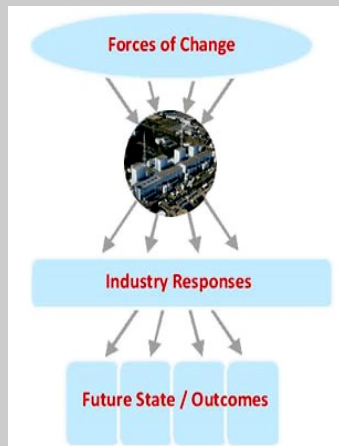 Forces of Change
Industry Responses
Future State / Outcomes